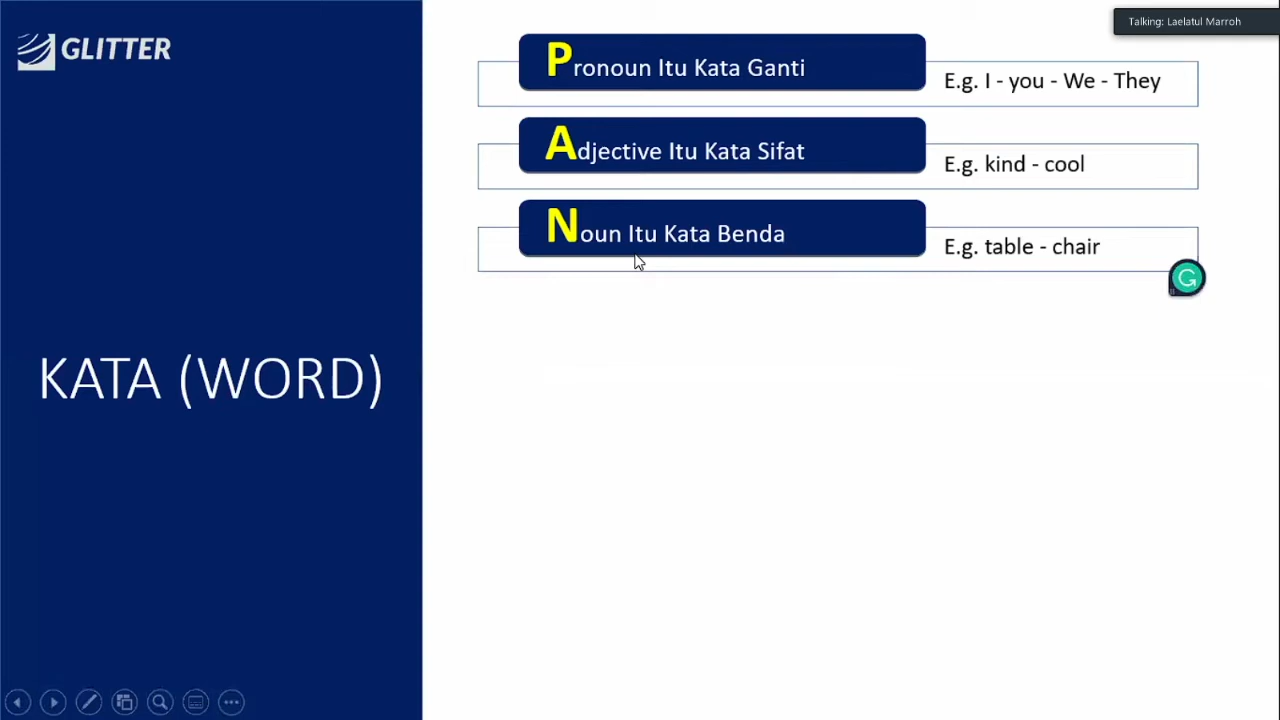 GLITTER
Talking: Laelatul Marroh
Pronoun Itu Kata Ganti
E.g. I - you - We - They
Adjective Itu Kata Sifat
E.g. kind - cool
Noun Itu Kata Benda
E.g. table - chair
KATA (WORD)